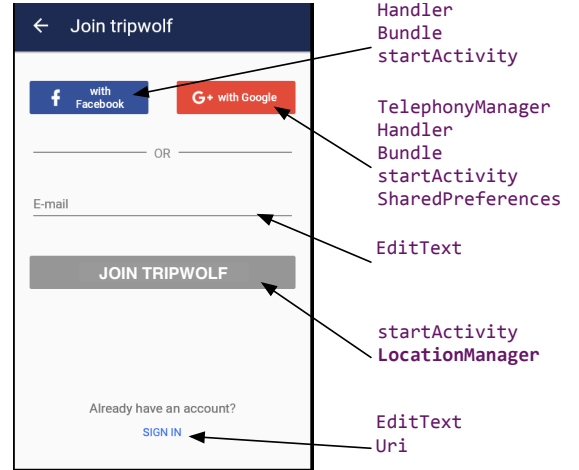 ← Join tripwolf
with
Facebook
G+ with Google
OR
E-mail
JOIN TRIPWOLF
Already have an account?
SIGN IN
Handler
Bundle
startActivity
TelephonyManager
Handler
Bundle
startActivity
SharedPreferences
EditText
startActivity
LocationManager
EditText
Uri